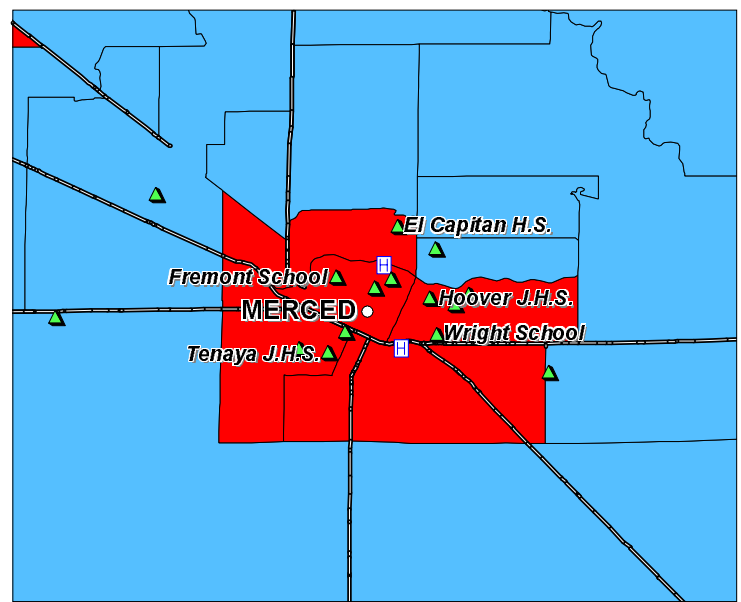 El Capitan H.S.
H
Fremont School
Hoover J.H.S.
MERCED
Wright School
H
Tenaya J.H.S.